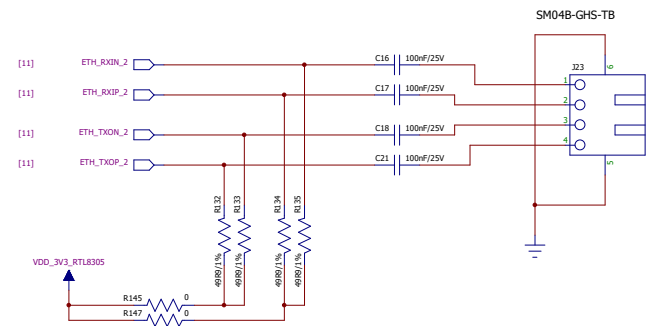 SM04B-GHS-TB
[11] ETH_RXIN_2 C16 100nF/25V J23 6
1
[11] ETH_RXIP_2 C17 100nF/25V 2
[11] ETH_TXON_2 C18 100nF/25V 3
[11] ETH_TXOP_2 C21 100nF/25V 4 5
R132 R133 R134 R135
49R9/1% 49R9/1% 49R9/1% 49R9/1%
VDD_3V3_RTL8305
R145 0
R147 0